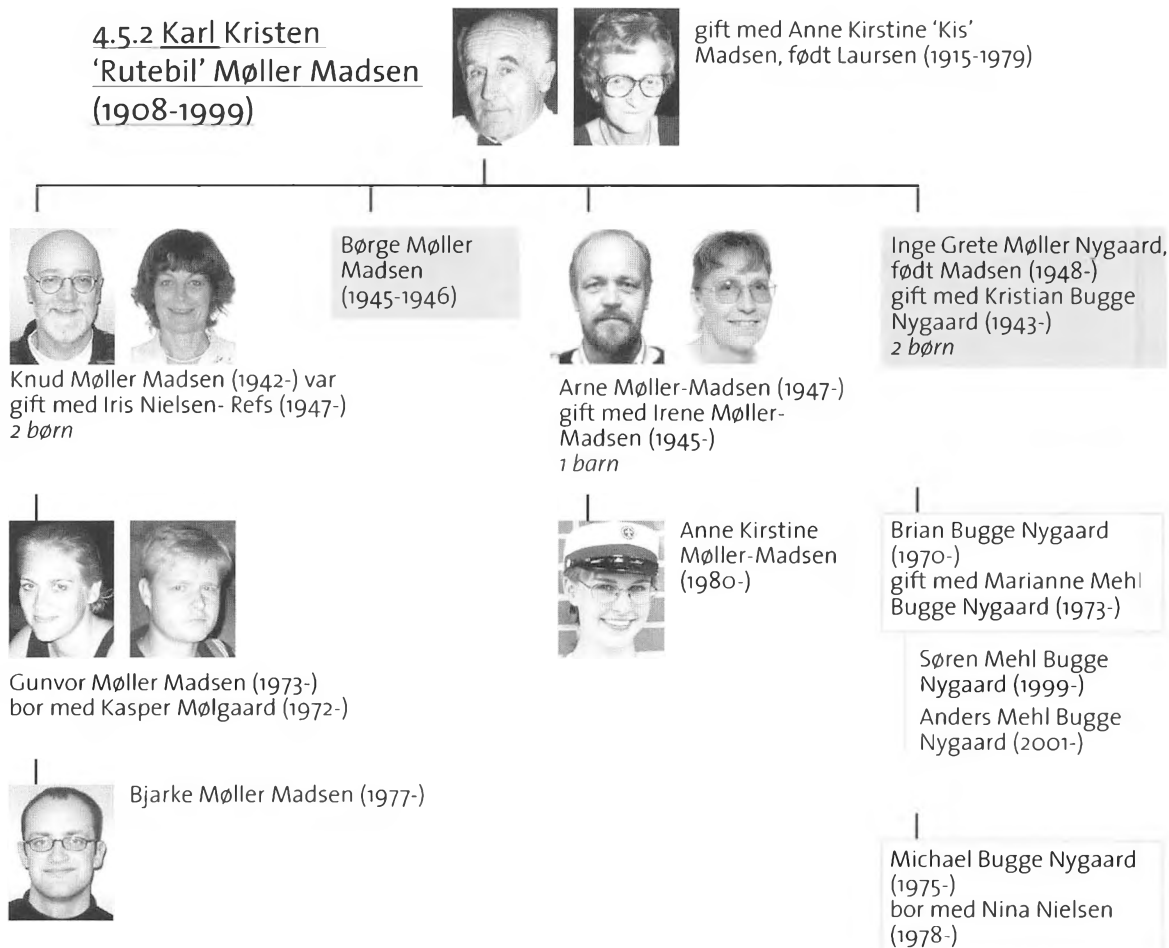 4.5.2 Karl Kristen
‘Rutebil’ Møller Madsen
(1908-1999)
gift med Anne Kirstine ‘Kis’
Madsen, født Laursen (1915-1979)
Knud Møller Madsen (1942-) var
gift med Iris Nielsen- Refs (1947-)
2 børn
Børge Møller
Madsen
(1945-1946)
Arne Møller-Madsen (1947-)
gift med Irene Møller-
Madsen (1945-)
1 barn
Inge Grete Møller Nygaard,
født Madsen (1948-)
gift med Kristian Bugge
Nygaard (1943-)
2 børn
Gunvor Møller Madsen (1973-)
bor med Kasper Mølgaard (1972-)
Bjarke Møller Madsen (1977-)
Anne Kirstine
Møller-Madsen
(1980-)
Brian Bugge Nygaard
(1970-)
gift med Marianne Mehl
Bugge Nygaard (1973-)
Søren Mehl Bugge
Nygaard (1999-)
Anders Mehl Bugge
Nygaard (2001-)
Michael Bugge Nygaard
(1975-)
bor med Nina Nielsen
(1978-)